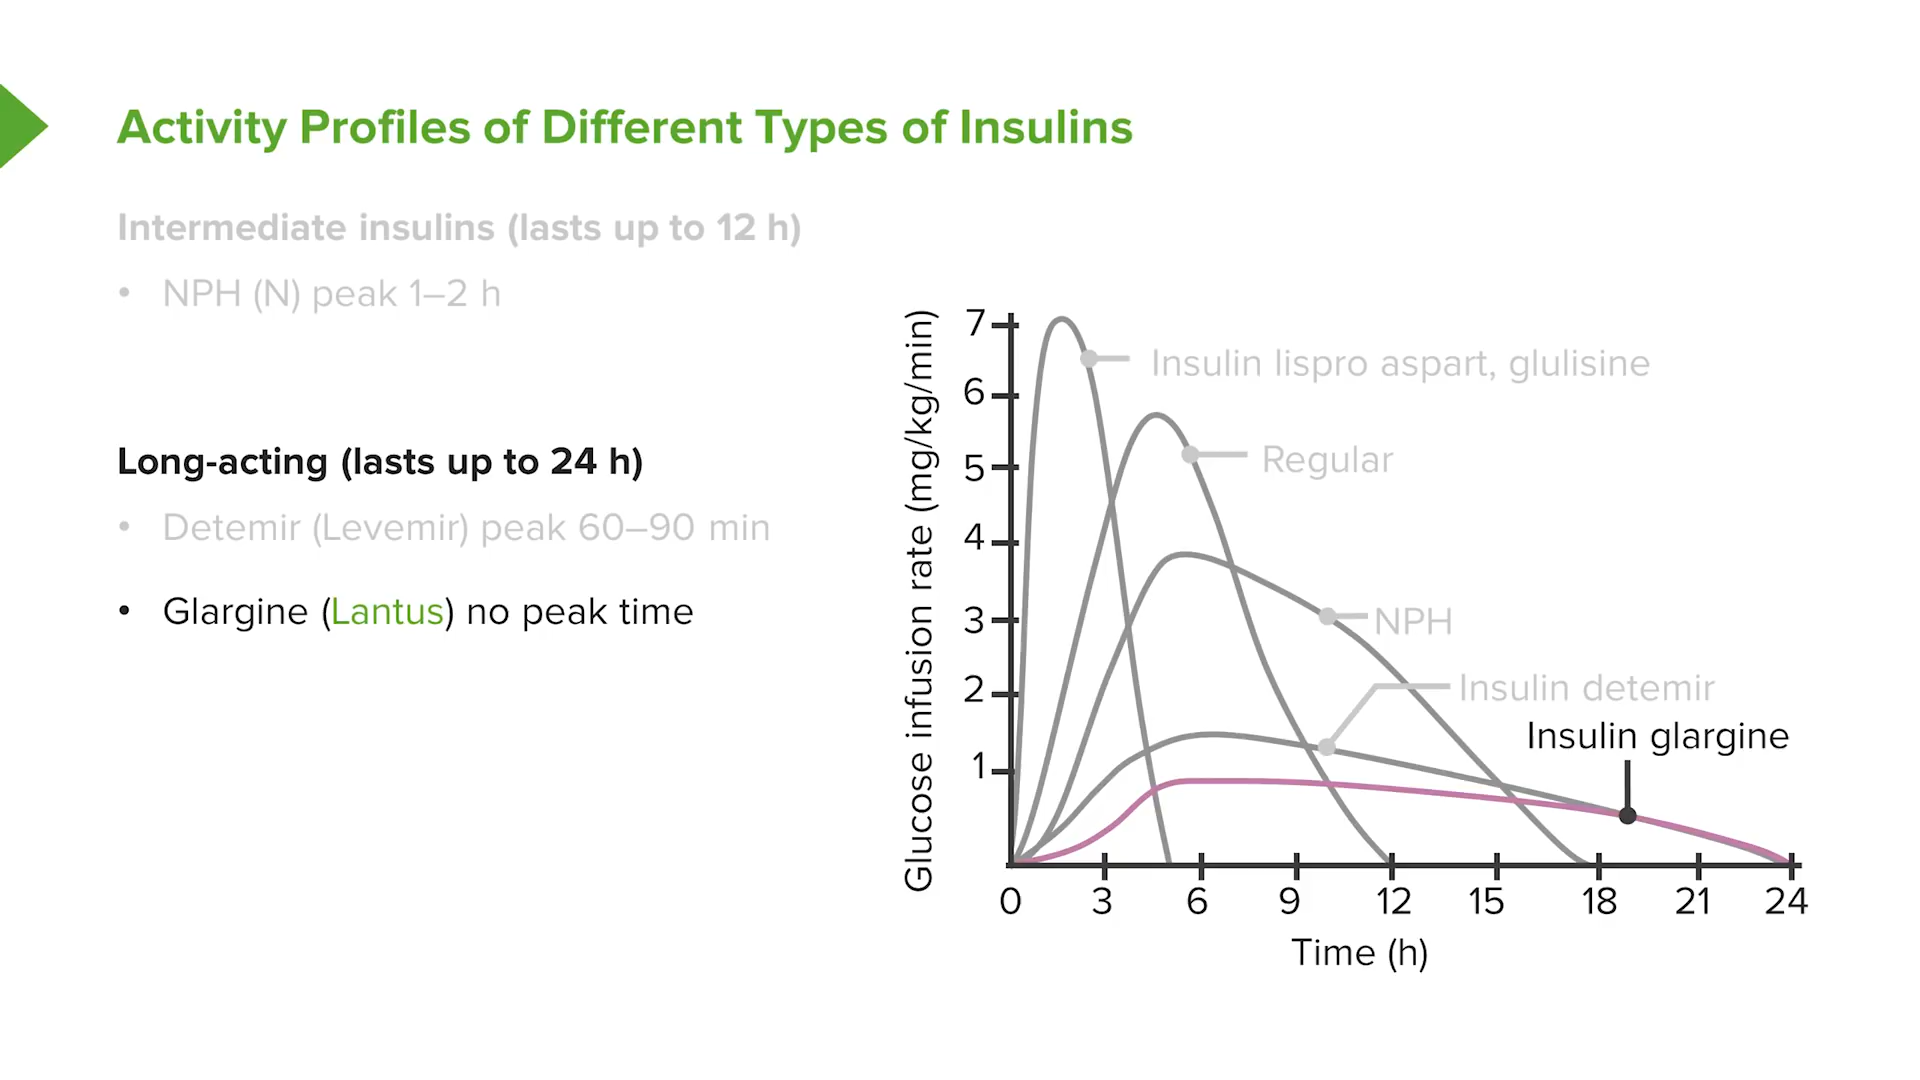 Activity Profiles of Different Types of Insulins
Intermediate insulins (lasts up to 12 h)
• NPH (N) peak 1–2 h
Long-acting (lasts up to 24 h)
• Detemir (Levemir) peak 60–90 min
• Glargine (Lantus) no peak time
Glucose infusion rate (mg/kg/min)
7
6
5
4
3
2
1
Insulin lispro aspart, glulisine
Regular
NPH
Insulin detemir
Insulin glargine
0 3 6 9 12 15 18 21 24
Time (h)